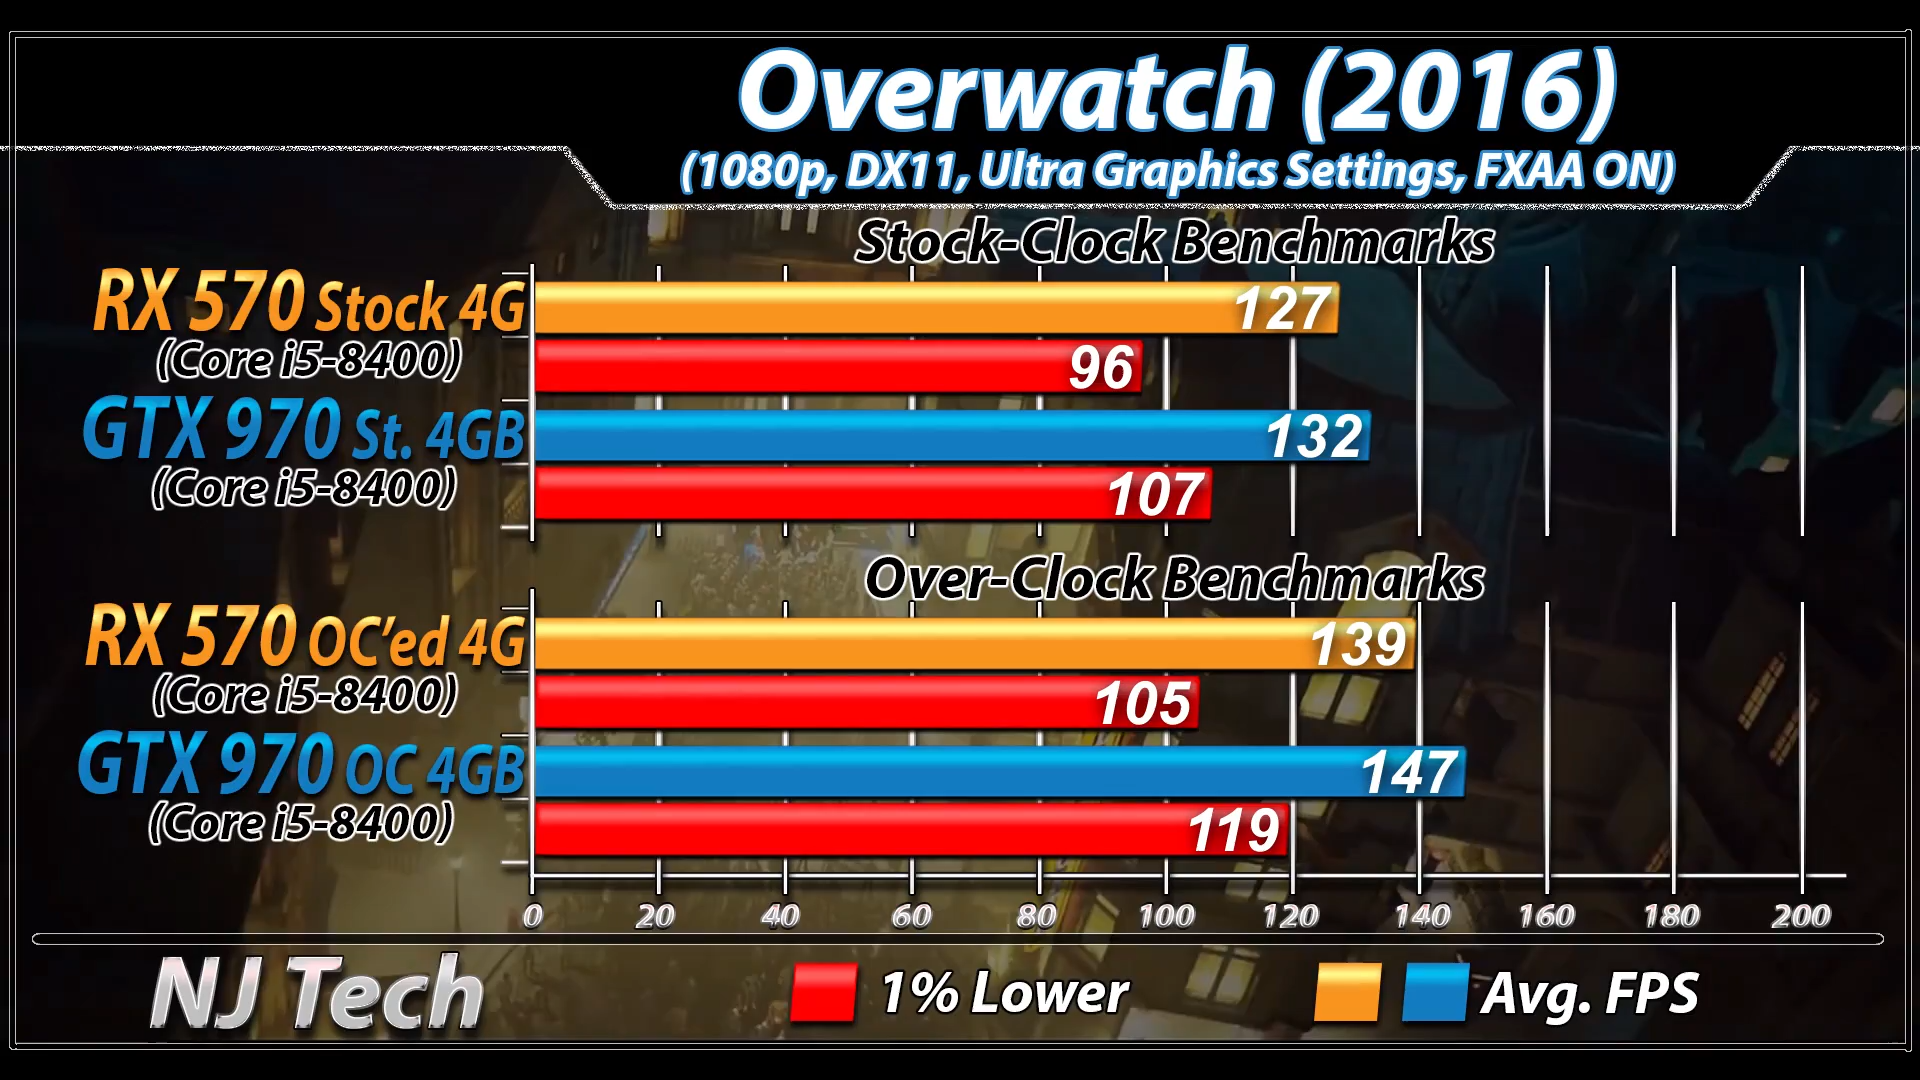 Overwatch (2016)
(1080p, DX11, Ultra Graphics Settings, FXAA ON)
Stock-Clock Benchmarks
RX 570 Stock 4G
127
(Core i5-8400)
96
GTX 970 St. 4GB
132
(Core i5-8400)
107
Over-Clock Benchmarks
RX 570 OC'ed 4G
139
(Core i5-8400)
105
GTX 970 OC 4GB
147
(Core i5-8400)
119
0 20 40 60 80 100 120 140 160 180 200
NJ Tech
1% Lower
Avg. FPS